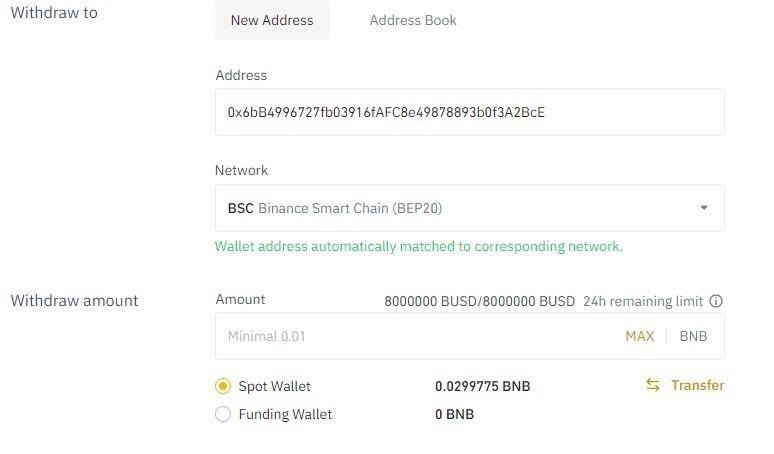 Withdraw to
New Address
Address Book
Address
0x6bB4996727fb03916fAFC8e49878893b0f3A2BcE
Network
BSC Binance Smart Chain (BEP20)
Wallet address automatically matched to corresponding network.
Withdraw amount
Amount
8000000 BUSD/8000000 BUSD 24h remaining limit
Minimal 0.01
MAX
BNB
Spot Wallet
0.0299775 BNB
Transfer
Funding Wallet
0 BNB